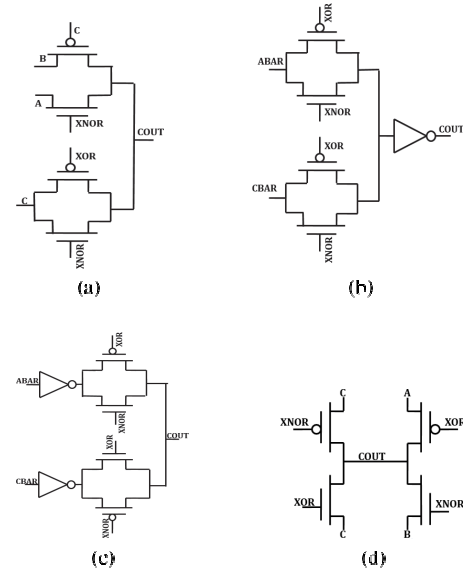 C
B
A
XNOR
COUT
XOR
C
XNOR
(a)
XOR
ABAR
XNOR
COUT
XOR
CBAR
XNOR
(b)
XOR
ABAR
XNOR
COUT
XOR
CBAR
XNOR
(c)
C
A
XNOR
XOR
COUT
XOR
XNOR
C
B
(d)